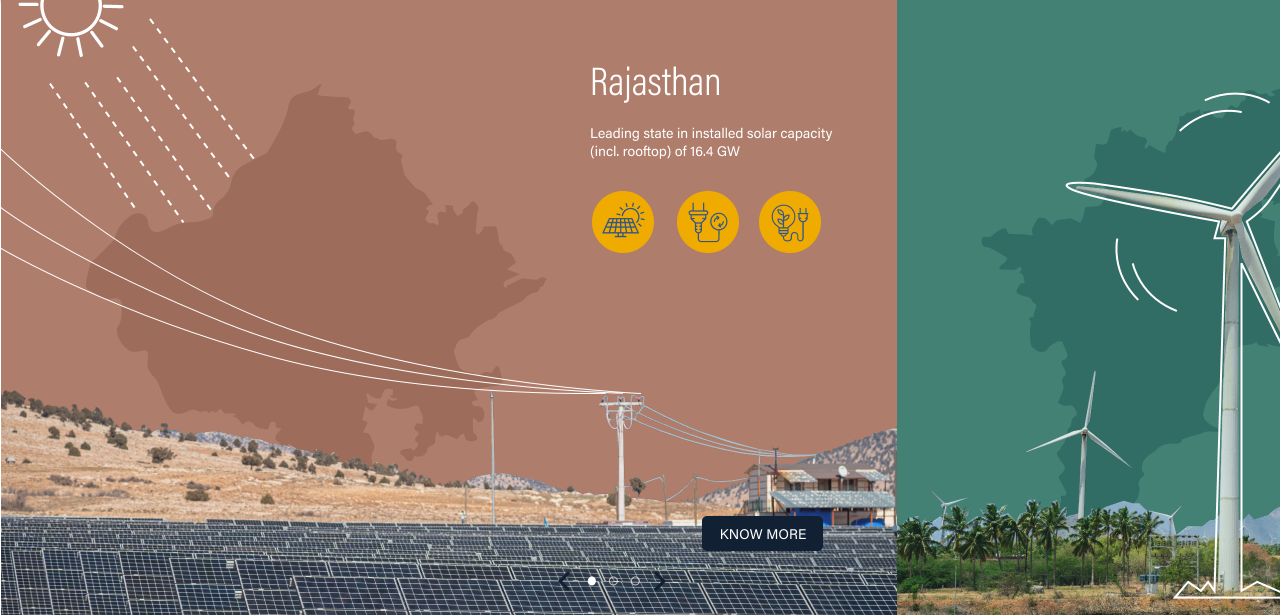 Rajasthan
Leading state in installed solar capacity
(incl. rooftop) of 16.4 GW
KNOW MORE